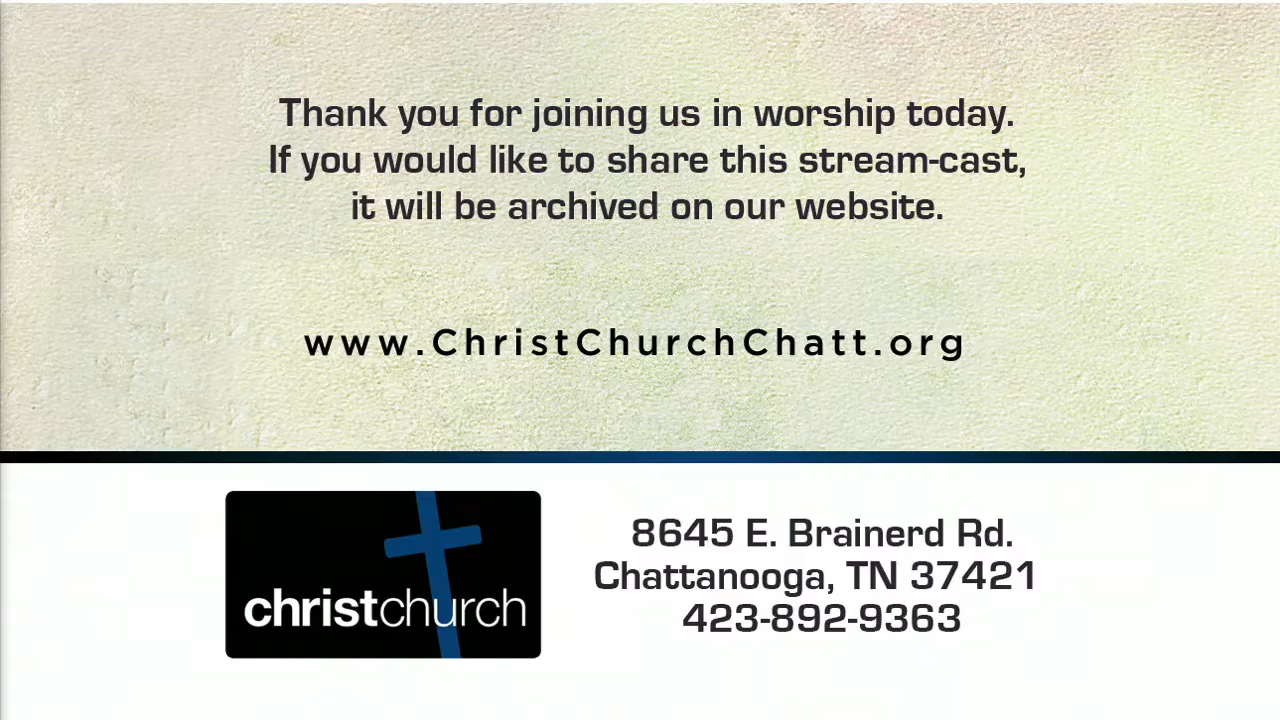 Thank you for joining us in worship today.
If you would like to share this stream-cast,
it will be archived on our website.
www.ChristChurchChatt.org
christchurch
8645 E. Brainerd Rd.
Chattanooga, TN 37421
423-892-9363